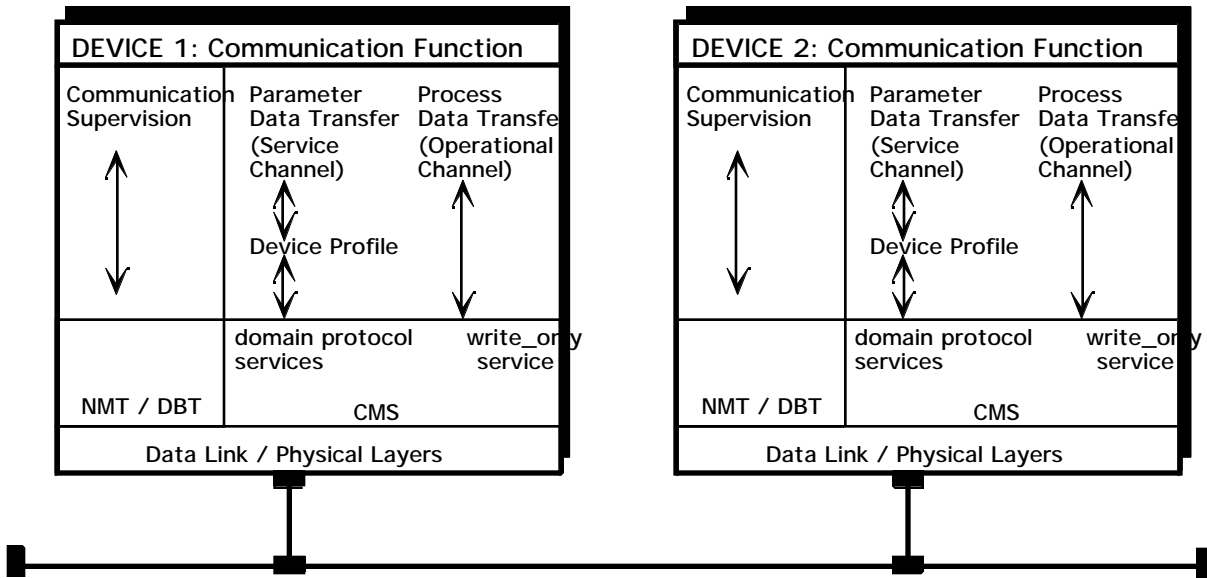 DEVICE 1: Communication Function
Communication
Supervision
Parameter
Data Transfer
(Service
Channel)
Process
Data Transfe
(Operational
Channel)
Device Profile
domain protocol
services
write_only
service
NMT / DBT
CMS
Data Link / Physical Layers
DEVICE 2: Communication Function
Communication
Supervision
Parameter
Data Transfer
(Service
Channel)
Process
Data Transfe
(Operational
Channel)
Device Profile
domain protocol
services
write_only
service
NMT / DBT
CMS
Data Link / Physical Layers